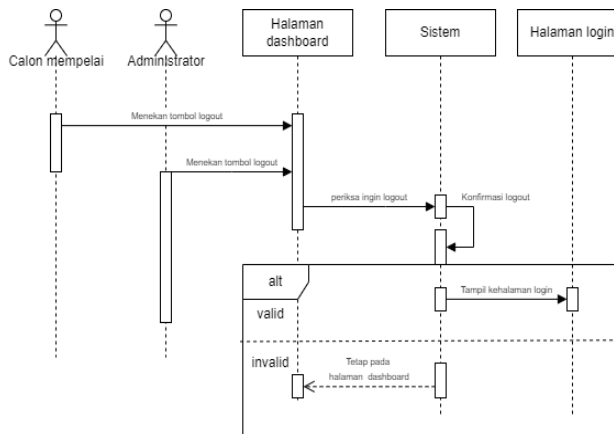 Halaman
dashboard
Sistem
Halaman login
Calon mempelai
Administrator
Menekan tombol logout
Menekan tombol logout
periksa ingin logout
Konfirmasi logout
alt
Tampil kehalaman login
valid
invalid
Tetap pada
halaman dashboard